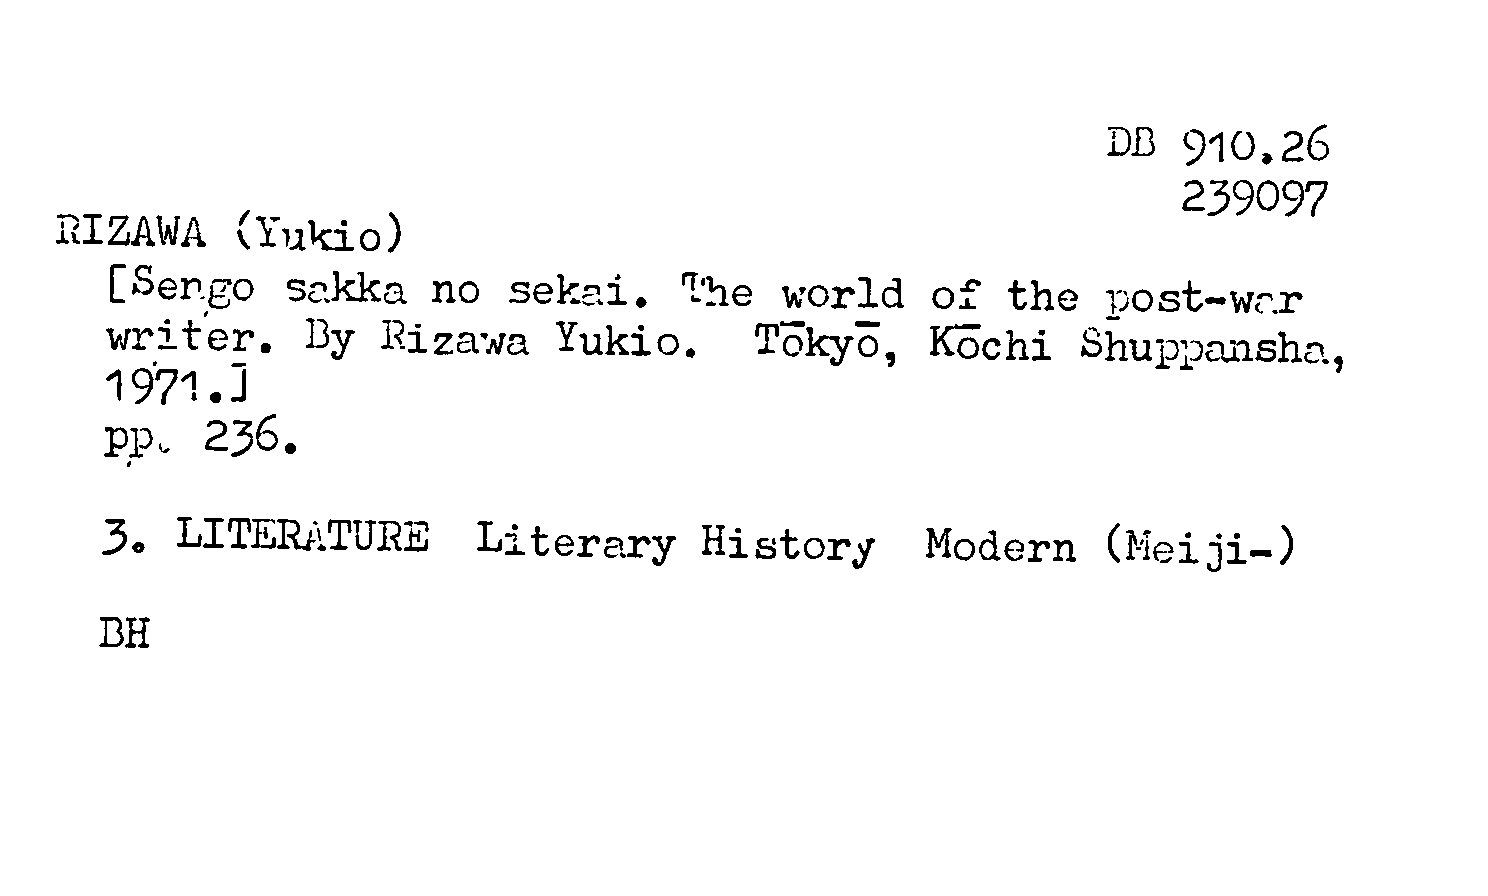 DB 910.26
239097
RIZAWA (Yukio)
[Sengo sakka no sekai. The world of the post-war
writer. By Rizawa Yukio. Tōkyō, Kōchi Shuppansha,
1971.]
pp. 236.
3. LITERATURE Literary History Modern (Meiji-)
BH